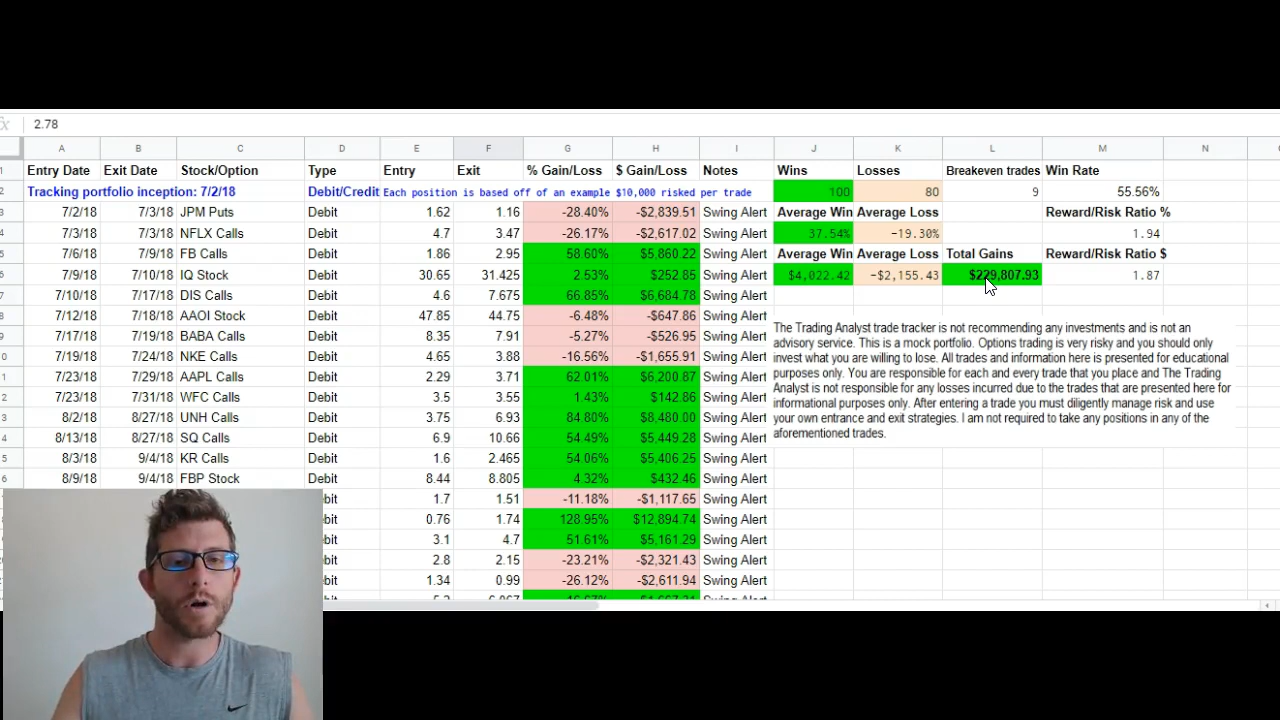 2.78
A B C D E F G H I J K L M N
1 Entry Date Exit Date Stock/Option Type Entry Exit % Gain/Loss $ Gain/Loss Notes Wins Losses Breakeven trades Win Rate
2 Tracking portfolio inception: 7/2/18 Debit/Credit Each position is based off of an example $10,000 risked per trade 100 80 9 55.56%
3 7/2/18 7/3/18 JPM Puts Debit 1.62 1.16 -28.40% -$2,839.51 Swing Alert Average Win Average Loss Reward/Risk Ratio %
4 7/3/18 7/3/18 NFLX Calls Debit 4.7 3.47 -26.17% -$2,617.02 Swing Alert 37.54% -19.30% 1.94
5 7/6/18 7/9/18 FB Calls Debit 1.86 2.95 58.60% $5,860.22 Swing Alert Average Win Average Loss Total Gains Reward/Risk Ratio $
6 7/9/18 7/10/18 IQ Stock Debit 30.65 31.425 2.53% $252.85 Swing Alert $4,022.42 -$2,155.43 $229,807.93 1.87
7 7/10/18 7/17/18 DIS Calls Debit 4.6 7.675 66.85% $6,684.78 Swing Alert
8 7/12/18 7/18/18 AAOI Stock Debit 47.85 44.75 -6.48% -$647.86 Swing Alert
9 7/17/18 7/19/18 BABA Calls Debit 8.35 7.91 -5.27% -$526.95 Swing Alert
0 7/19/18 7/24/18 NKE Calls Debit 4.65 3.88 -16.56% -$1,655.91 Swing Alert
1 7/23/18 7/29/18 AAPL Calls Debit 2.29 3.71 62.01% $6,200.87 Swing Alert
2 7/23/18 7/31/18 WFC Calls Debit 3.5 3.55 1.43% $142.86 Swing Alert
3 8/2/18 8/27/18 UNH Calls Debit 3.75 6.93 84.80% $8,480.00 Swing Alert
4 8/13/18 8/27/18 SQ Calls Debit 6.9 10.66 54.49% $5,449.28 Swing Alert
5 8/3/18 9/4/18 KR Calls Debit 1.6 2.465 54.06% $5,406.25 Swing Alert
6 8/9/18 9/4/18 FBP Stock Debit 8.44 8.805 4.32% $432.46 Swing Alert
ebit 1.7 1.51 -11.18% -$1,117.65 Swing Alert
ebit 0.76 1.74 128.95% $12,894.74 Swing Alert
ebit 3.1 4.7 51.61% $5,161.29 Swing Alert
ebit 2.8 2.15 -23.21% -$2,321.43 Swing Alert
ebit 1.34 0.99 -26.12% -$2,611.94 Swing Alert
The Trading Analyst trade tracker is not recommending any investments and is not an
advisory service. This is a mock portfolio. Options trading is very risky and you should only
invest what you are willing to lose. All trades and information here is presented for educational
purposes only. You are responsible for each and every trade that you place and The Trading
Analyst is not responsible for any losses incurred due to the trades that are presented here for
informational purposes only. After entering a trade you must diligently manage risk and use
your own entrance and exit strategies. I am not required to take any positions in any of the
aforementioned trades.